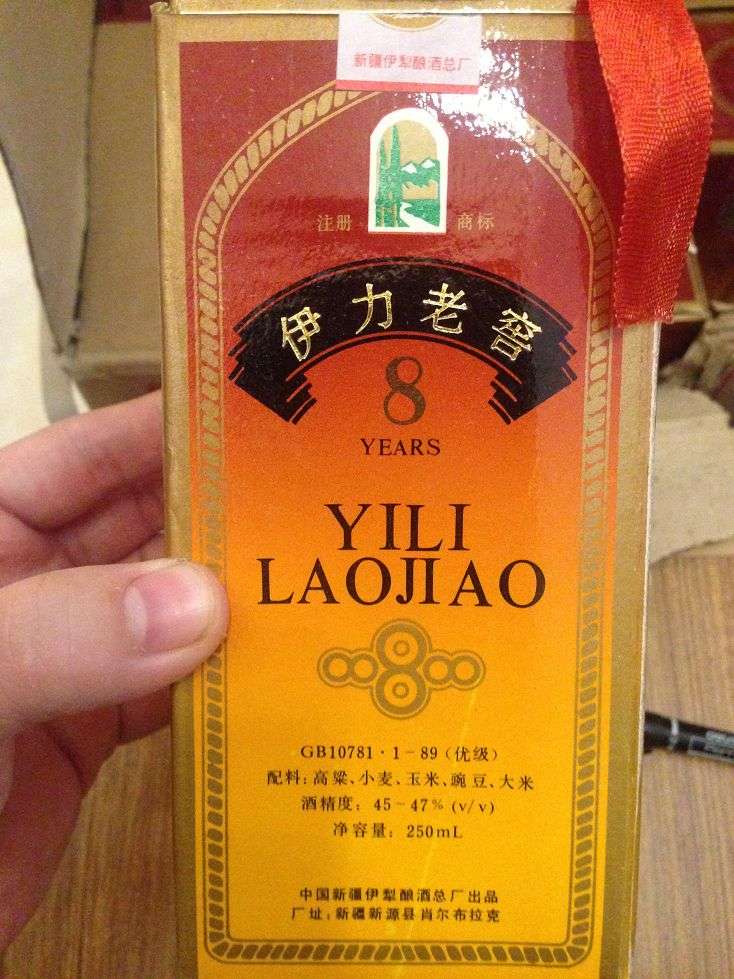 新疆伊犁酿酒总厂
注册 商标
伊力老窖
8
YEARS
YILI
LAOJIAO
GB10781·1-89(优级)
配料:高粱、小麦、玉米、豌豆、大米
酒精度:45~47%(v/v)
净容量:250mL
中国新疆伊犁酿酒总厂出品
厂址:新疆新源县肖尔布拉克